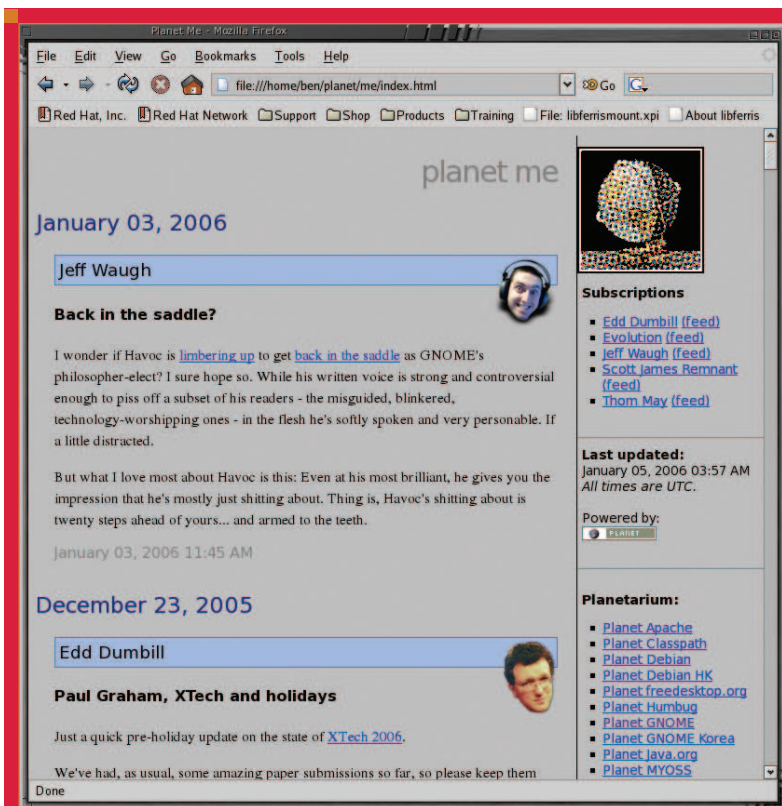 Planet Me - Mozilla Firefox
File Edit View Go Bookmarks Tools Help
file:///home/ben/planet/me/index.html Go G
Red Hat, Inc. Red Hat Network Support Shop Products Training File: libferrismount.xpi About libferris
planet me
January 03, 2006
Jeff Waugh
Back in the saddle?
I wonder if Havoc is limbering up to get back in the saddle as GNOME's
philosopher-elect? I sure hope so. While his written voice is strong and controversial
enough to piss off a subset of his readers - the misguided, blinkered,
technology-worshipping ones - in the flesh he's softly spoken and very personable. If
a little distracted.
But what I love most about Havoc is this: Even at his most brilliant, he gives you the
impression that he's mostly just shitting about. Thing is, Havoc's shitting about is
twenty steps ahead of yours... and armed to the teeth.
January 03, 2006 11:45 AM
December 23, 2005
Edd Dumbill
Paul Graham, XTech and holidays
Just a quick pre-holiday update on the state of XTech 2006.
We've had, as usual, some amazing paper submissions so far, so please keep them
Subscriptions
Edd Dumbill (feed)
Evolution (feed)
Jeff Waugh (feed)
Scott James Remnant
(feed)
Thom May (feed)
Last updated:
January 05, 2006 03:57 AM
All times are UTC.
Powered by:
PLANET
Planetarium:
Planet Apache
Planet Classpath
Planet Debian
Planet Debian HK
Planet freedesktop.org
Planet Humbug
Planet GNOME
Planet GNOME Korea
Planet Java.org
Planet MYOSS
Done